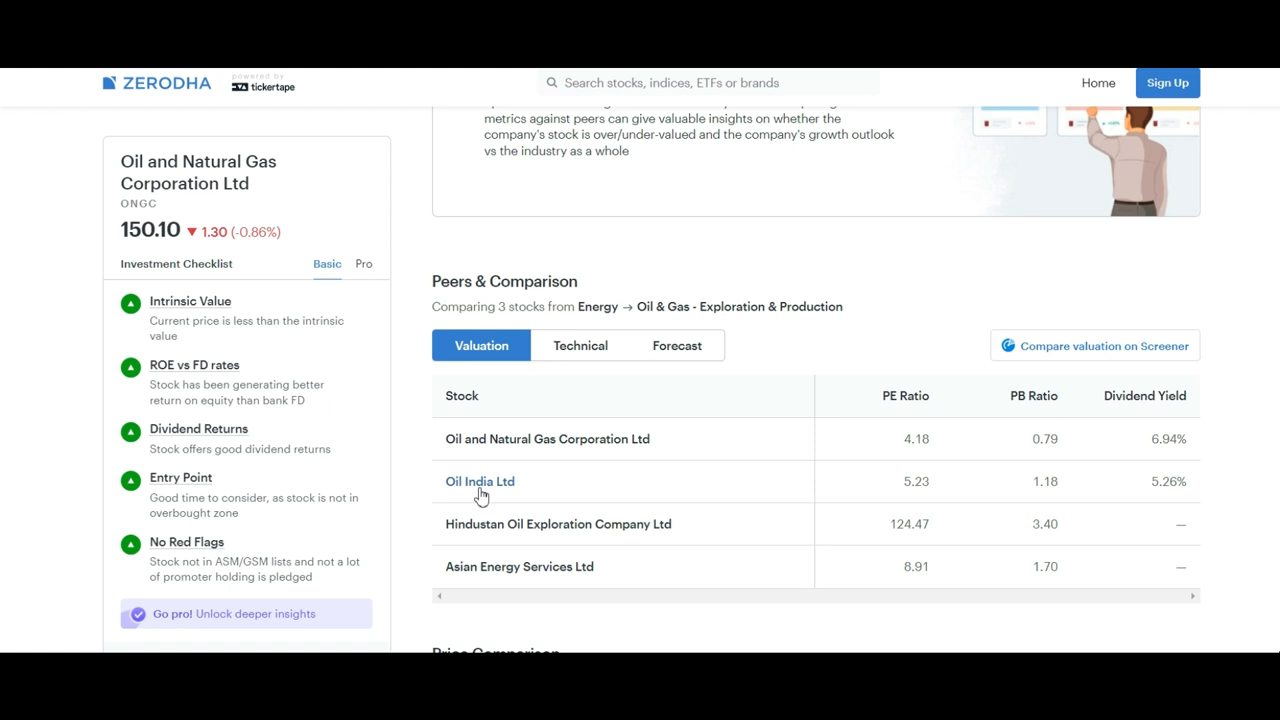 ZERODHA
powered by
tickertape
Search stocks, indices, ETFs or brands
Home
Sign Up
metrics against peers can give valuable insights on whether the
company's stock is over/under-valued and the company's growth outlook
vs the industry as a whole
Oil and Natural Gas
Corporation Ltd
ONGC
150.10 ▼ 1.30 (-0.86%)
Investment Checklist Basic Pro
Intrinsic Value
Current price is less than the intrinsic
value
ROE vs FD rates
Stock has been generating better
return on equity than bank FD
Dividend Returns
Stock offers good dividend returns
Entry Point
Good time to consider, as stock is not in
overbought zone
No Red Flags
Stock not in ASM/GSM lists and not a lot
of promoter holding is pledged
Go pro! Unlock deeper insights
Peers & Comparison
Comparing 3 stocks from Energy → Oil & Gas - Exploration & Production
Valuation Technical Forecast
Compare valuation on Screener
Stock PE Ratio PB Ratio Dividend Yield
Oil and Natural Gas Corporation Ltd 4.18 0.79 6.94%
Oil India Ltd 5.23 1.18 5.26%
Hindustan Oil Exploration Company Ltd 124.47 3.40 —
Asian Energy Services Ltd 8.91 1.70 —
Price Comparison